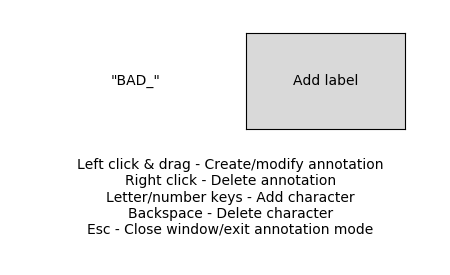 "BAD_"
Add label
Left click & drag - Create/modify annotation
Right click - Delete annotation
Letter/number keys - Add character
Backspace - Delete character
Esc - Close window/exit annotation mode